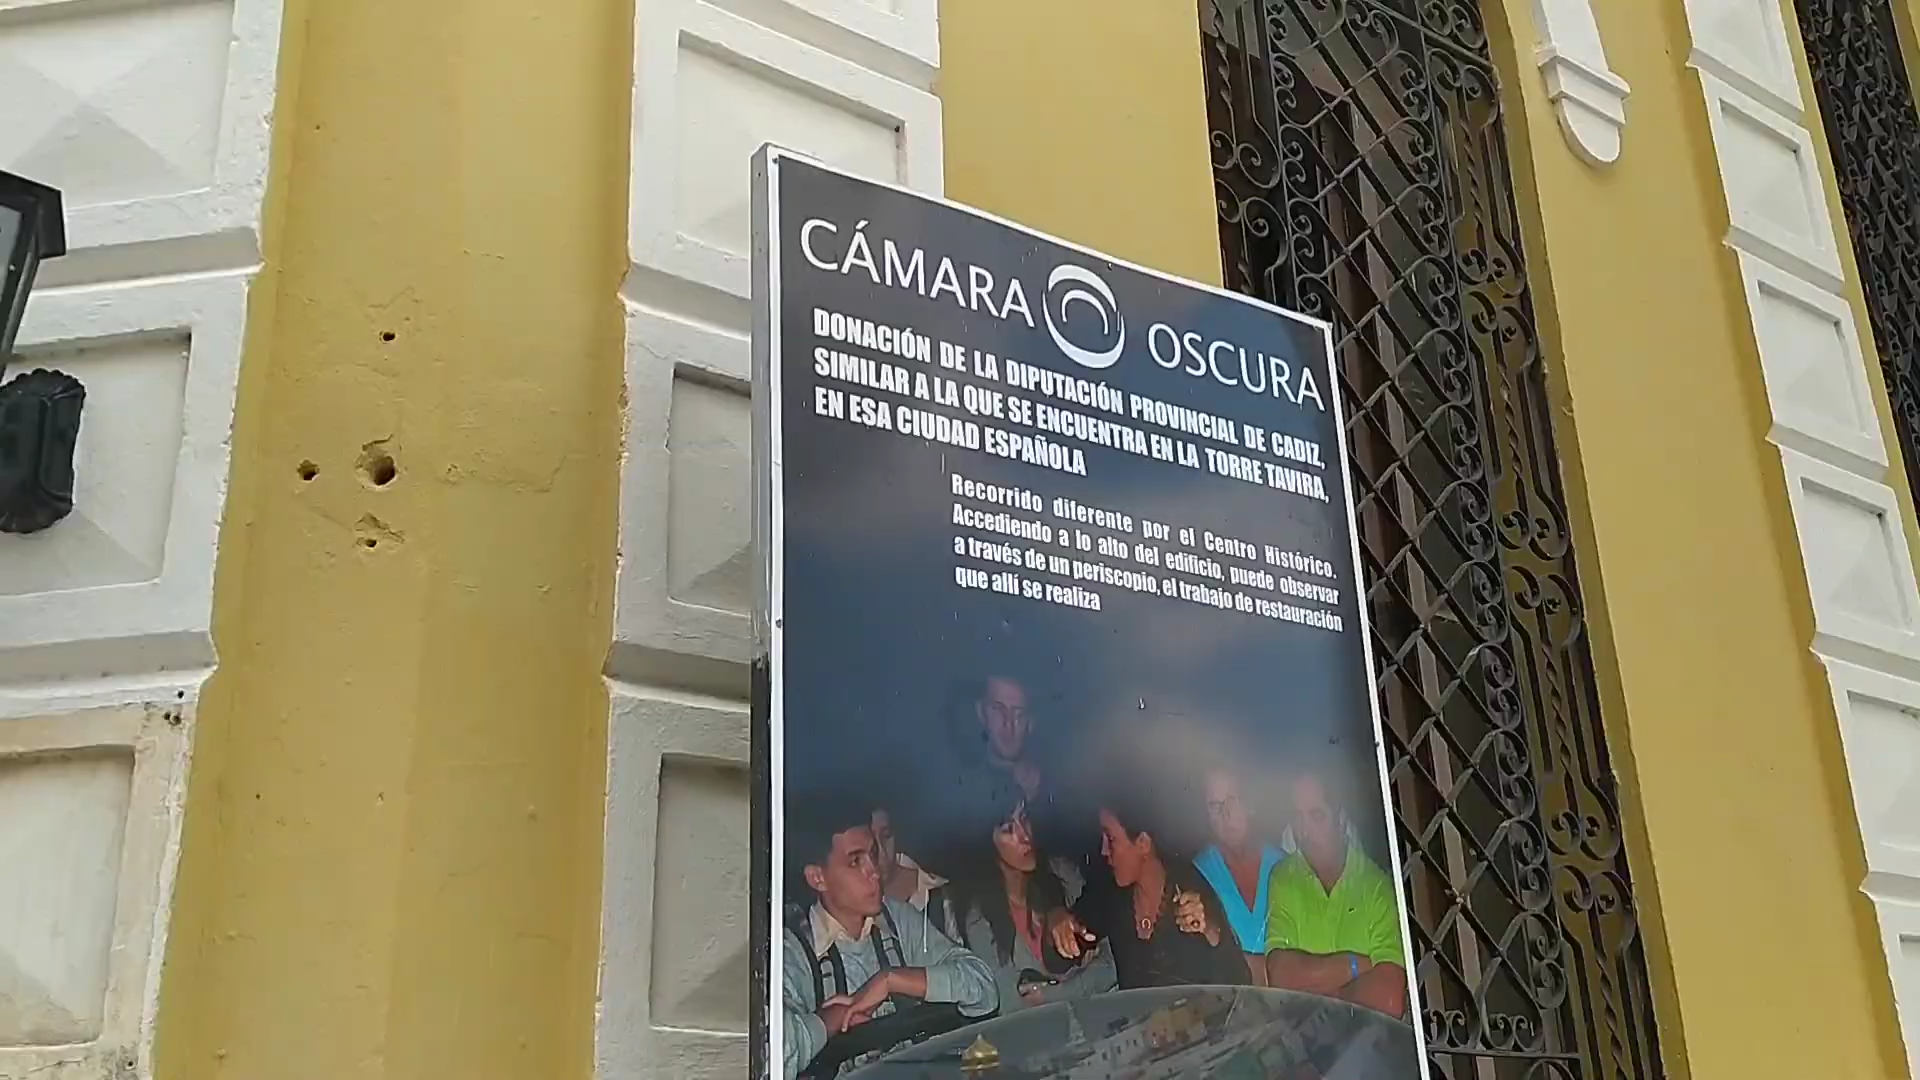 CÁMARA OSCURA
DONACIÓN DE LA DIPUTACIÓN PROVINCIAL DE CADIZ,
SIMILAR A LA QUE SE ENCUENTRA EN LA TORRE TAVIRA,
EN ESA CIUDAD ESPAÑOLA
Recorrido diferente por el Centro Histórico.
Accediendo a lo alto del edificio, puede observar
a través de un periscopio, el trabajo de restauración
que allí se realiza